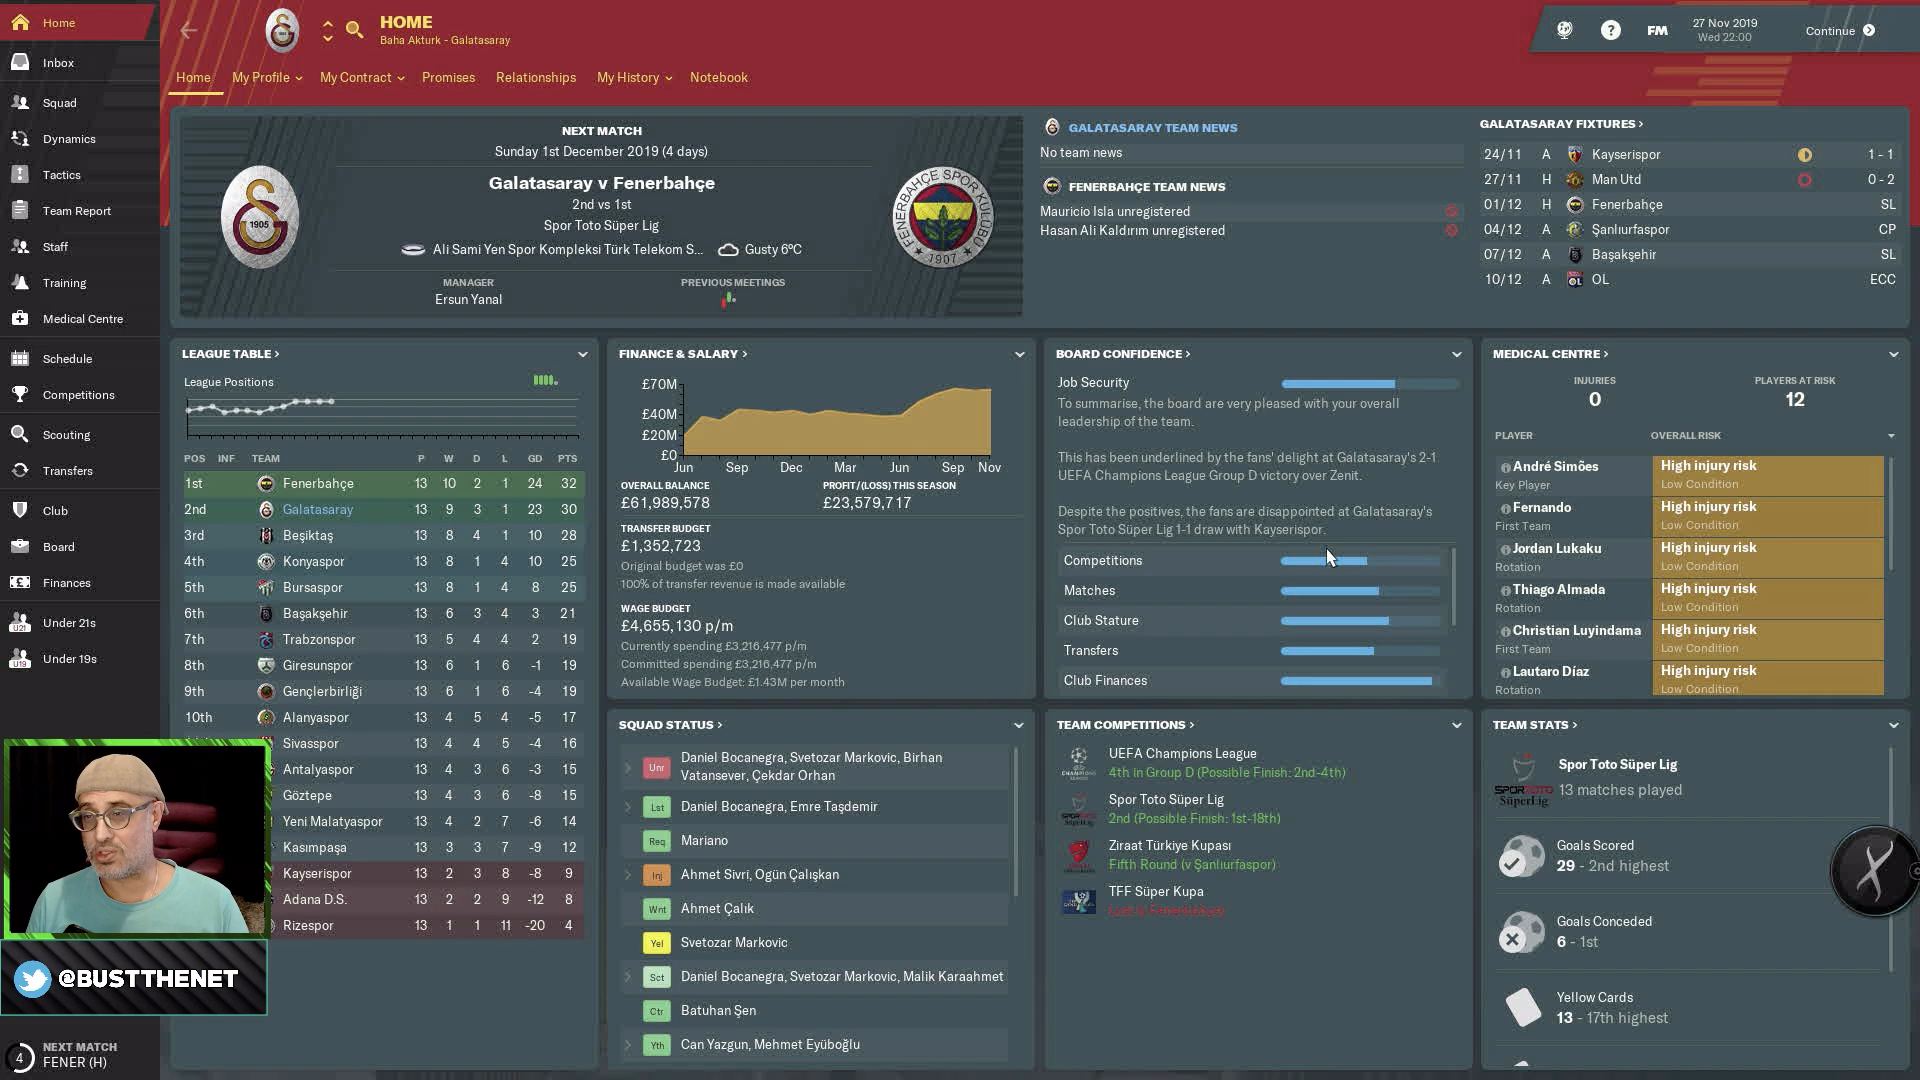 Home
Inbox
Squad
Dynamics
Tactics
Team Report
Staff
Training
Medical Centre
Schedule
Competitions
Scouting
Transfers
Club
Board
Finances
Under 21s
Under 19s
HOME
Baha Akturk - Galatasaray
FM
27 Nov 2019
Wed 22:00
Continue
Home My Profile My Contract Promises Relationships My History Notebook
NEXT MATCH
Sunday 1st December 2019 (4 days)
Galatasaray v Fenerbahçe
2nd vs 1st
Spor Toto Süper Lig
Ali Sami Yen Spor Kompleksi Türk Telekom S... Gusty 6ºC
MANAGER
Ersun Yanal
PREVIOUS MEETINGS
1905
FENERBAHÇE SPOR KULÜBÜ
1907
GALATASARAY TEAM NEWS
No team news
FENERBAHÇE TEAM NEWS
Mauricio Isla unregistered
Hasan Ali Kaldırım unregistered
GALATASARAY FIXTURES >
24/11 A Kayserispor 1 - 1
27/11 H Man Utd 0 - 2
01/12 H Fenerbahçe SL
04/12 A Şanlıurfaspor CP
07/12 A Başakşehir SL
10/12 A OL ECC
LEAGUE TABLE >
League Positions
POS INF TEAM P W D L GD PTS
1st Fenerbahçe 13 10 2 1 24 32
2nd Galatasaray 13 9 3 1 23 30
3rd Beşiktaş 13 8 4 1 10 28
4th Konyaspor 13 8 1 4 10 25
5th Bursaspor 13 8 1 4 8 25
6th Başakşehir 13 6 3 4 3 21
7th Trabzonspor 13 5 4 4 2 19
8th Giresunspor 13 6 1 6 -1 19
9th Gençlerbirliği 13 6 1 6 -4 19
10th Alanyaspor 13 4 5 4 -5 17
Sivasspor 13 4 4 5 -4 16
Antalyaspor 13 4 3 6 -3 15
Göztepe 13 4 3 6 -8 15
Yeni Malatyaspor 13 4 2 7 -6 14
Kasımpaşa 13 3 3 7 -9 12
Kayserispor 13 2 3 8 -8 9
Adana D.S. 13 2 2 9 -12 8
Rizespor 13 1 1 11 -20 4
FINANCE & SALARY >
£70M
£40M
£20M
£0
Jun Sep Dec Mar Jun Sep Nov
OVERALL BALANCE
£61,989,578
PROFIT/(LOSS) THIS SEASON
£23,579,717
TRANSFER BUDGET
£1,352,723
Original budget was £0
100% of transfer revenue is made available
WAGE BUDGET
£4,655,130 p/m
Currently spending £3,216,477 p/m
Committed spending £3,216,477 p/m
Available Wage Budget: £1.43M per month
BOARD CONFIDENCE >
Job Security
To summarise, the board are very pleased with your overall
leadership of the team.
This has been underlined by the fans' delight at Galatasaray's 2-1
UEFA Champions League Group D victory over Zenit.
Despite the positives, the fans are disappointed at Galatasaray's
Spor Toto Süper Lig 1-1 draw with Kayserispor.
Competitions
Matches
Club Stature
Transfers
Club Finances
MEDICAL CENTRE >
INJURIES
0
PLAYERS AT RISK
12
PLAYER OVERALL RISK
André Simões High injury risk
Key Player Low Condition
Fernando High injury risk
First Team Low Condition
Jordan Lukaku High injury risk
Rotation Low Condition
Thiago Almada High injury risk
Rotation Low Condition
Christian Luyindama High injury risk
First Team Low Condition
Lautaro Díaz High injury risk
Rotation Low Condition
SQUAD STATUS >
Unr Daniel Bocanegra, Svetozar Markovic, Birhan
Vatansever, Çekdar Orhan
Lst Daniel Bocanegra, Emre Taşdemir
Req Mariano
Inj Ahmet Sivri, Ogün Çalışkan
Wnt Ahmet Çalık
Yel Svetozar Markovic
Sct Daniel Bocanegra, Svetozar Markovic, Malik Karaahmet
Ctr Batuhan Şen
Yth Can Yazgun, Mehmet Eyüboğlu
TEAM COMPETITIONS >
UEFA Champions League
4th in Group D (Possible Finish: 2nd-4th)
Spor Toto Süper Lig
2nd (Possible Finish: 1st-18th)
Ziraat Türkiye Kupası
Fifth Round (v Şanlıurfaspor)
TFF Süper Kupa
TEAM STATS >
Spor Toto Süper Lig
13 matches played
Goals Scored
29 - 2nd highest
Goals Conceded
6 - 1st
Yellow Cards
13 - 17th highest
@BUSTTHENET
4
NEXT MATCH
FENER (H)